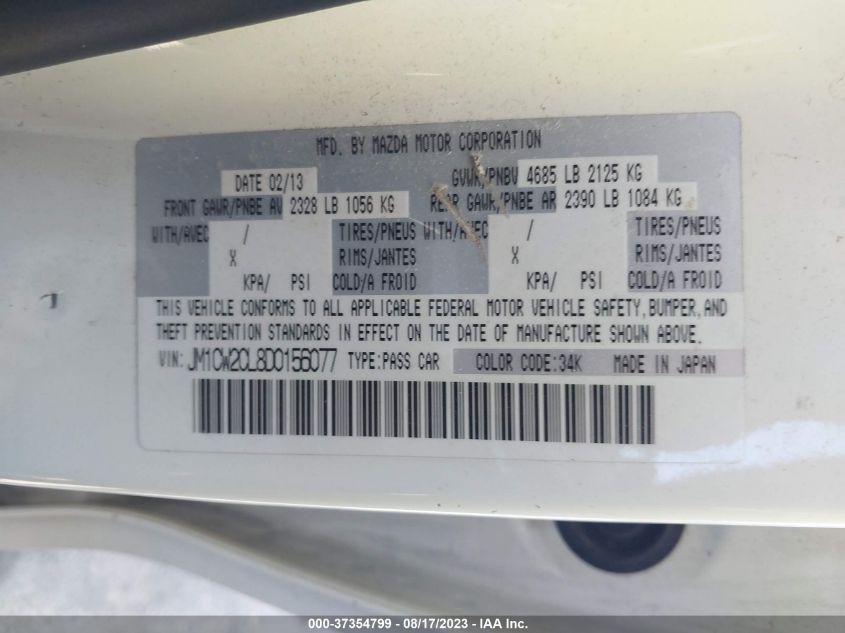 MFD. BY MAZDA MOTOR CORPORATION
DATE 02/13 GVWR/PNBV 4685 LB 2125 KG
FRONT GAWR/PNBE AV 2328 LB 1056 KG REAR GAWR/PNBE AR 2390 LB 1084 KG
WITH/AVEC / TIRES/PNEUS WITH/AVEC / TIRES/PNEUS
X RIMS/JANTES X RIMS/JANTES
KPA/ PSI COLD/A FROID KPA/ PSI COLD/A FROID
THIS VEHICLE CONFORMS TO ALL APPLICABLE FEDERAL MOTOR VEHICLE SAFETY, BUMPER, AND
THEFT PREVENTION STANDARDS IN EFFECT ON THE DATE OF MANUFACTURE SHOWN ABOVE.
VIN: JM1CW2CL8D0156077 TYPE:PASS CAR COLOR CODE:34K MADE IN JAPAN
000-37354799 - 08/17/2023 - IAA Inc.